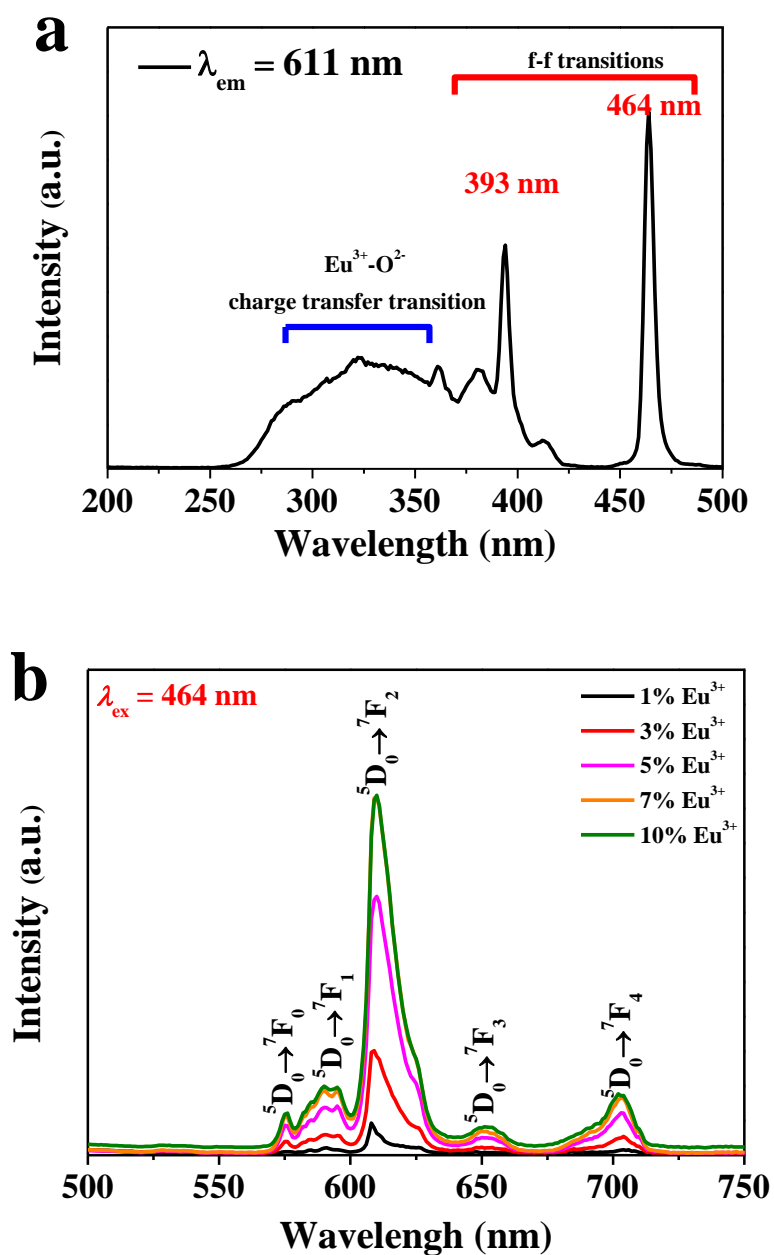 a
λem = 611 nm
f-f transitions
464 nm
393 nm
Eu³⁺-O²⁻
charge transfer transition
Intensity (a.u.)
200 250 300 350 400 450 500
Wavelength (nm)
b
λex = 464 nm
⁵D₀→⁷F₀
⁵D₀→⁷F₁
⁵D₀→⁷F₂
⁵D₀→⁷F₃
⁵D₀→⁷F₄
1% Eu³⁺
3% Eu³⁺
5% Eu³⁺
7% Eu³⁺
10% Eu³⁺
Intensity (a.u.)
500 550 600 650 700 750
Wavelengh (nm)